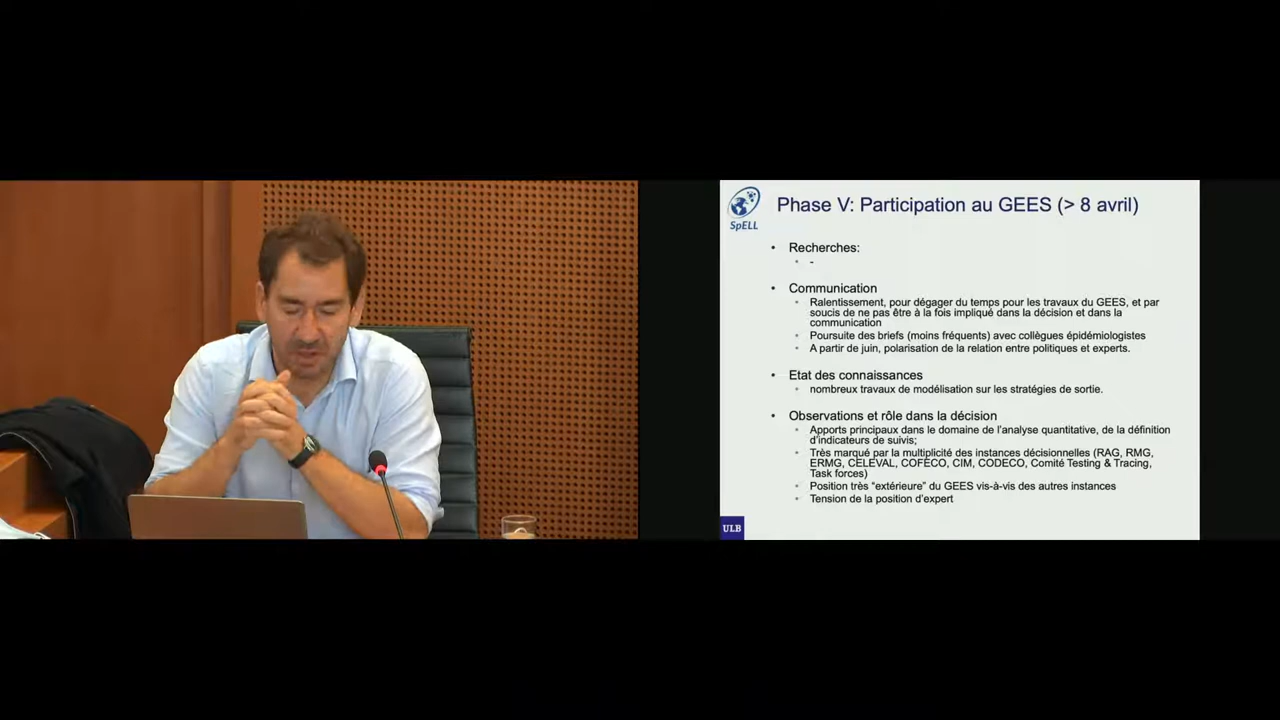 SpELL
Phase V: Participation au GEES (> 8 avril)
• Recherches:
• -
• Communication
• Ralentissement, pour dégager du temps pour les travaux du GEES, et par
soucis de ne pas être à la fois impliqué dans la décision et dans la
communication
• Poursuite des briefs (moins fréquents) avec collègues épidémiologistes
• A partir de juin, polarisation de la relation entre politiques et experts.
• Etat des connaissances
• nombreux travaux de modélisation sur les stratégies de sortie.
• Observations et rôle dans la décision
• Apports principaux dans le domaine de l'analyse quantitative, de la définition
d'indicateurs de suivis;
• Très marqué par la multiplicité des instances décisionnelles (RAG, RMG,
ERMG, CELEVAL, COFECO, CIM, CODECO, Comité Testing & Tracing,
Task forces)
• Position très “extérieure” du GEES vis-à-vis des autres instances
• Tension de la position d'expert
ULB